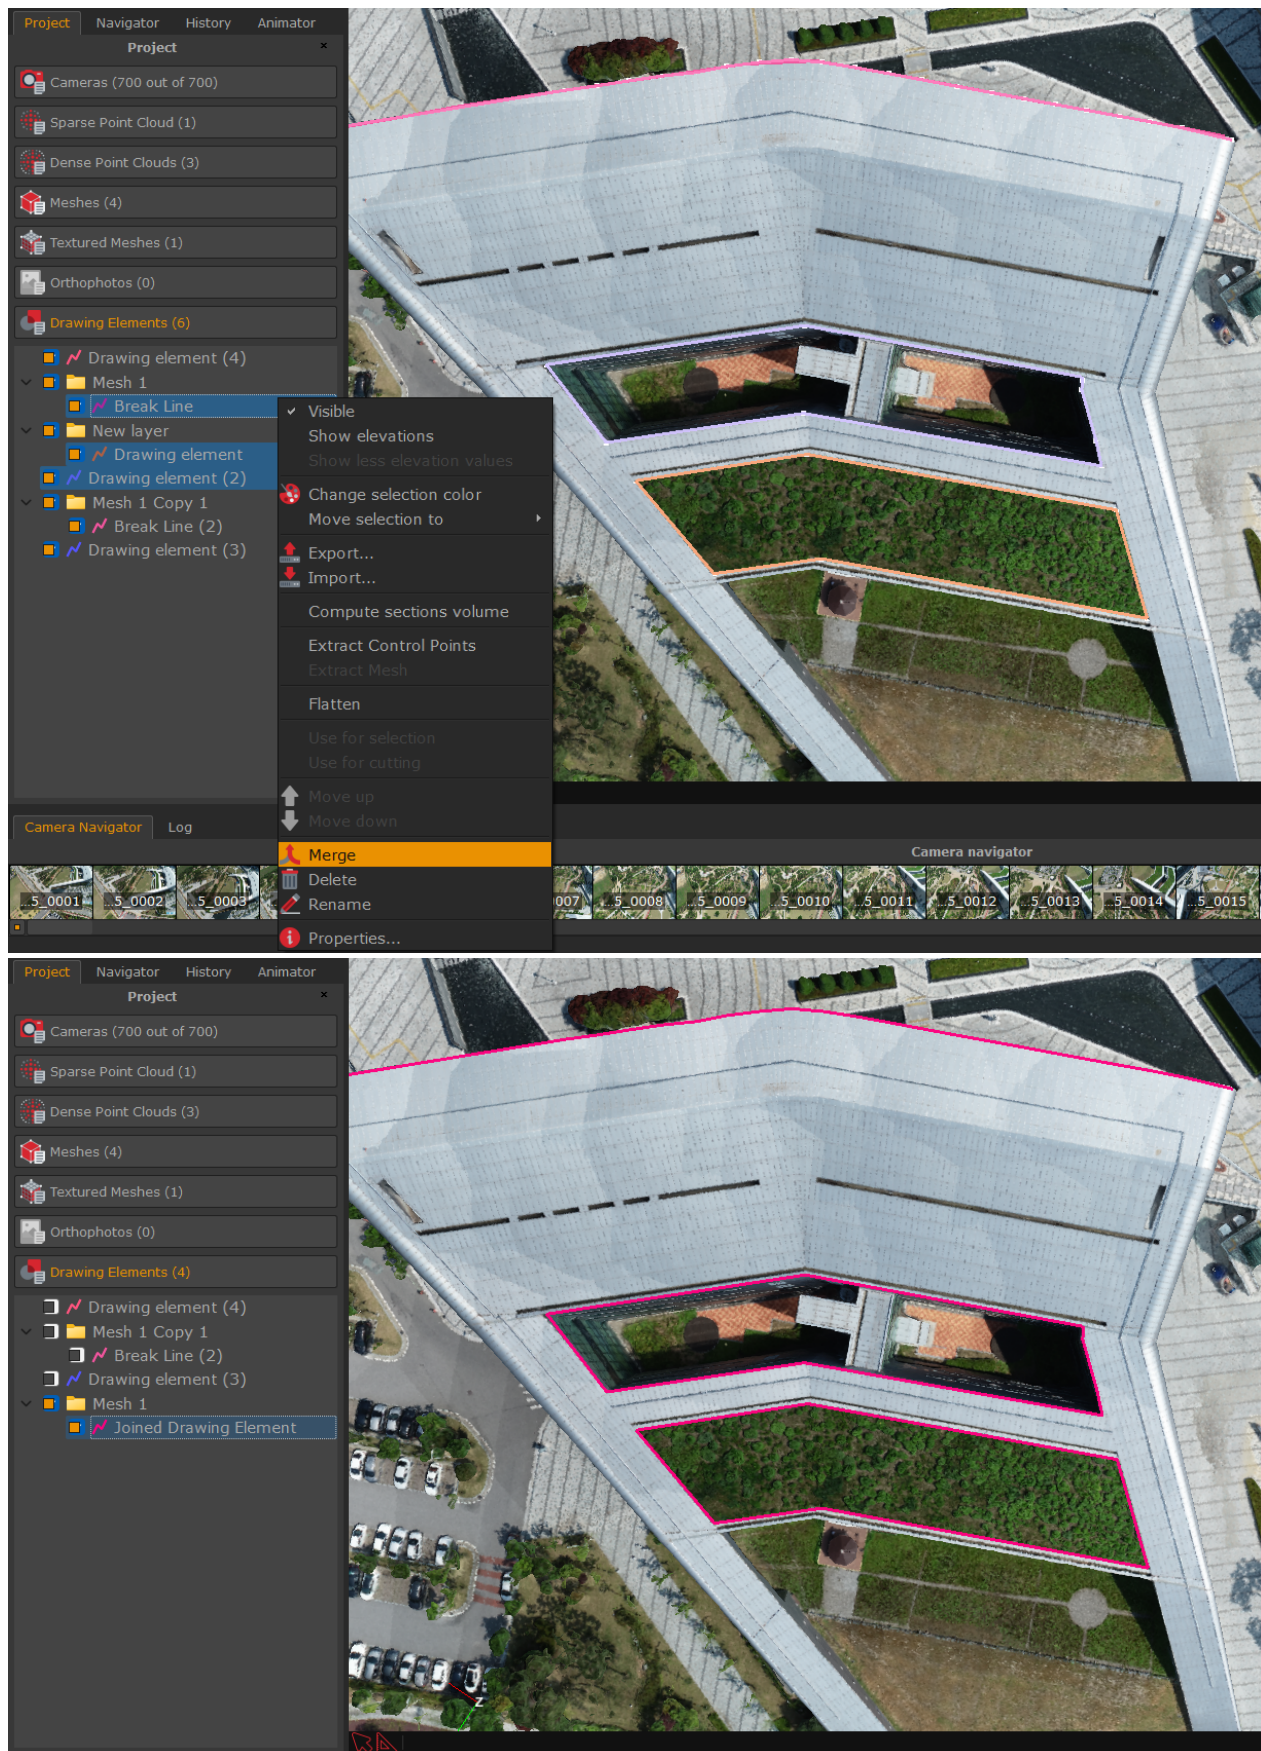 Project Navigator History Animator
Project ×
Cameras (700 out of 700)
Sparse Point Cloud (1)
Dense Point Clouds (3)
Meshes (4)
Textured Meshes (1)
Orthophotos (0)
Drawing Elements (6)
Drawing element (4)
Mesh 1
Break Line
New layer
Drawing element
Drawing element (2)
Mesh 1 Copy 1
Break Line (2)
Drawing element (3)
Visible
Show elevations
Show less elevation values
Change selection color
Move selection to
Export...
Import...
Compute sections volume
Extract Control Points
Extract Mesh
Flatten
Use for selection
Use for cutting
Move up
Move down
Merge
Delete
Rename
Properties...
Camera Navigator Log
Camera navigator
...5_0001 ...5_0002 ...5_0003 007 ...5_0008 ...5_0009 ...5_0010 ...5_0011 ...5_0012 ...5_0013 ...5_0014 ...5_0015
Project Navigator History Animator
Project ×
Cameras (700 out of 700)
Sparse Point Cloud (1)
Dense Point Clouds (3)
Meshes (4)
Textured Meshes (1)
Orthophotos (0)
Drawing Elements (4)
Drawing element (4)
Mesh 1 Copy 1
Break Line (2)
Drawing element (3)
Mesh 1
Joined Drawing Element
Z